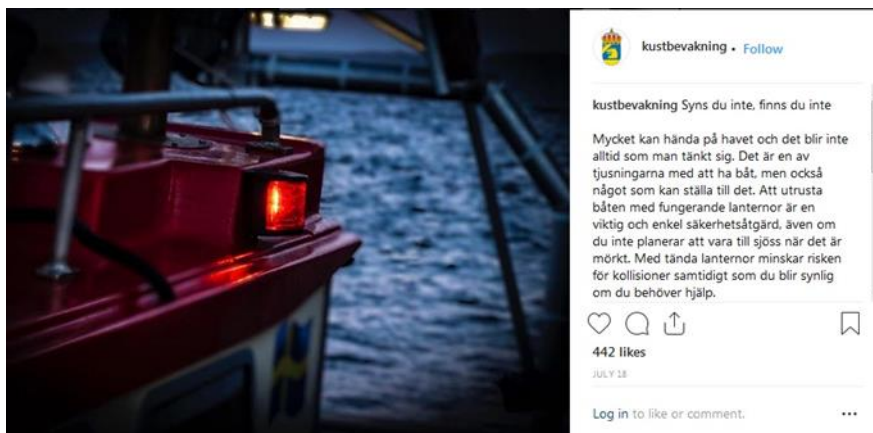 kustbevakning • Follow
kustbevakning Syns du inte, finns du inte
Mycket kan hända på havet och det blir inte
alltid som man tänkt sig. Det är en av
tjusningarna med att ha båt, men också
något som kan ställa till det. Att utrusta
båten med fungerande lanternor är en
viktig och enkel säkerhetsåtgärd, även om
du inte planerar att vara till sjöss när det är
mörkt. Med tända lanternor minskar risken
för kollisioner samtidigt som du blir synlig
om du behöver hjälp.
442 likes
JULY 18
Log in to like or comment.